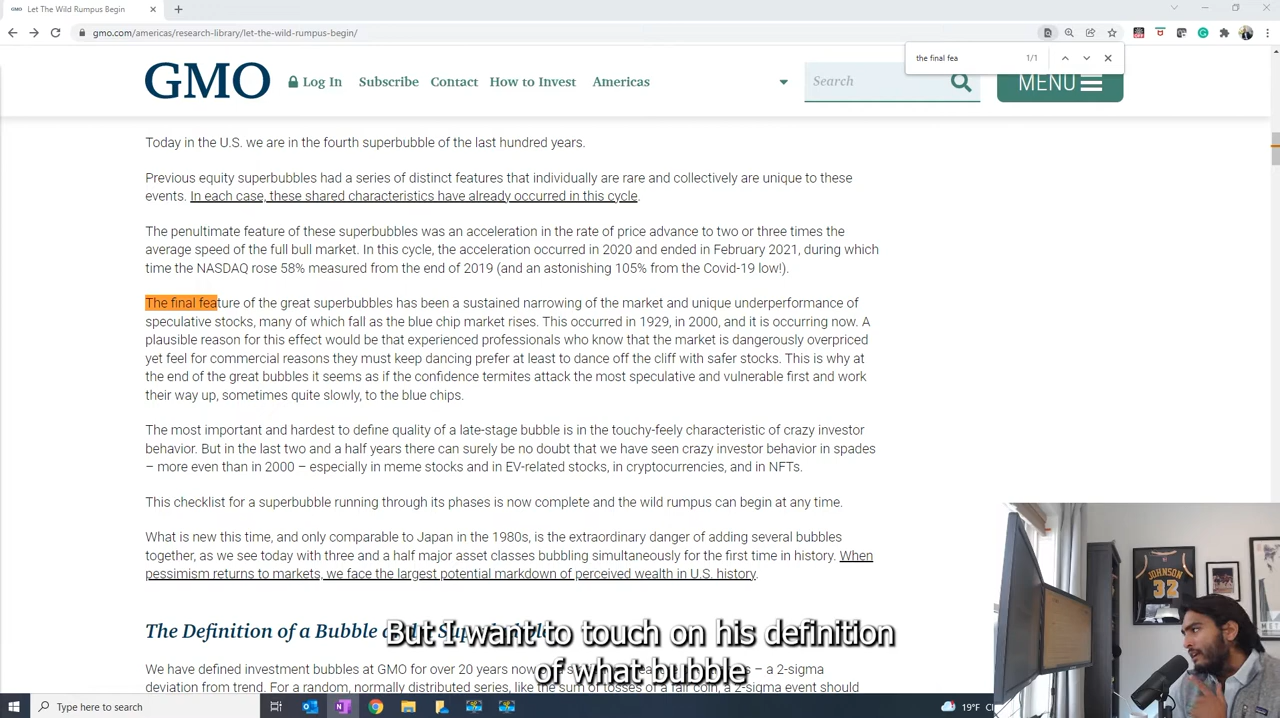 GMO Let The Wild Rumpus Begin
gmo.com/americas/research-library/let-the-wild-rumpus-begin/
the final fea 1/1
GMO Log In Subscribe Contact How to Invest Americas Search MENU
Today in the U.S. we are in the fourth superbubble of the last hundred years.
Previous equity superbubbles had a series of distinct features that individually are rare and collectively are unique to these
events. In each case, these shared characteristics have already occurred in this cycle.
The penultimate feature of these superbubbles was an acceleration in the rate of price advance to two or three times the
average speed of the full bull market. In this cycle, the acceleration occurred in 2020 and ended in February 2021, during which
time the NASDAQ rose 58% measured from the end of 2019 (and an astonishing 105% from the Covid-19 low!).
The final feature of the great superbubbles has been a sustained narrowing of the market and unique underperformance of
speculative stocks, many of which fall as the blue chip market rises. This occurred in 1929, in 2000, and it is occurring now. A
plausible reason for this effect would be that experienced professionals who know that the market is dangerously overpriced
yet feel for commercial reasons they must keep dancing prefer at least to dance off the cliff with safer stocks. This is why at
the end of the great bubbles it seems as if the confidence termites attack the most speculative and vulnerable first and work
their way up, sometimes quite slowly, to the blue chips.
The most important and hardest to define quality of a late-stage bubble is in the touchy-feely characteristic of crazy investor
behavior. But in the last two and a half years there can surely be no doubt that we have seen crazy investor behavior in spades
– more even than in 2000 – especially in meme stocks and in EV-related stocks, in cryptocurrencies, and in NFTs.
This checklist for a superbubble running through its phases is now complete and the wild rumpus can begin at any time.
What is new this time, and only comparable to Japan in the 1980s, is the extraordinary danger of adding several bubbles
together, as we see today with three and a half major asset classes bubbling simultaneously for the first time in history. When
pessimism returns to markets, we face the largest potential markdown of perceived wealth in U.S. history.
JOHNSON
32
The Definition of a Bubble
But I want to touch on his definition
of what bubble
We have defined investment bubbles at GMO for over 20 years now – a 2-sigma
deviation from trend. For a random, normally distributed series, like the sum of tosses of a fair coin, a 2-sigma event should
Type here to search
19°F